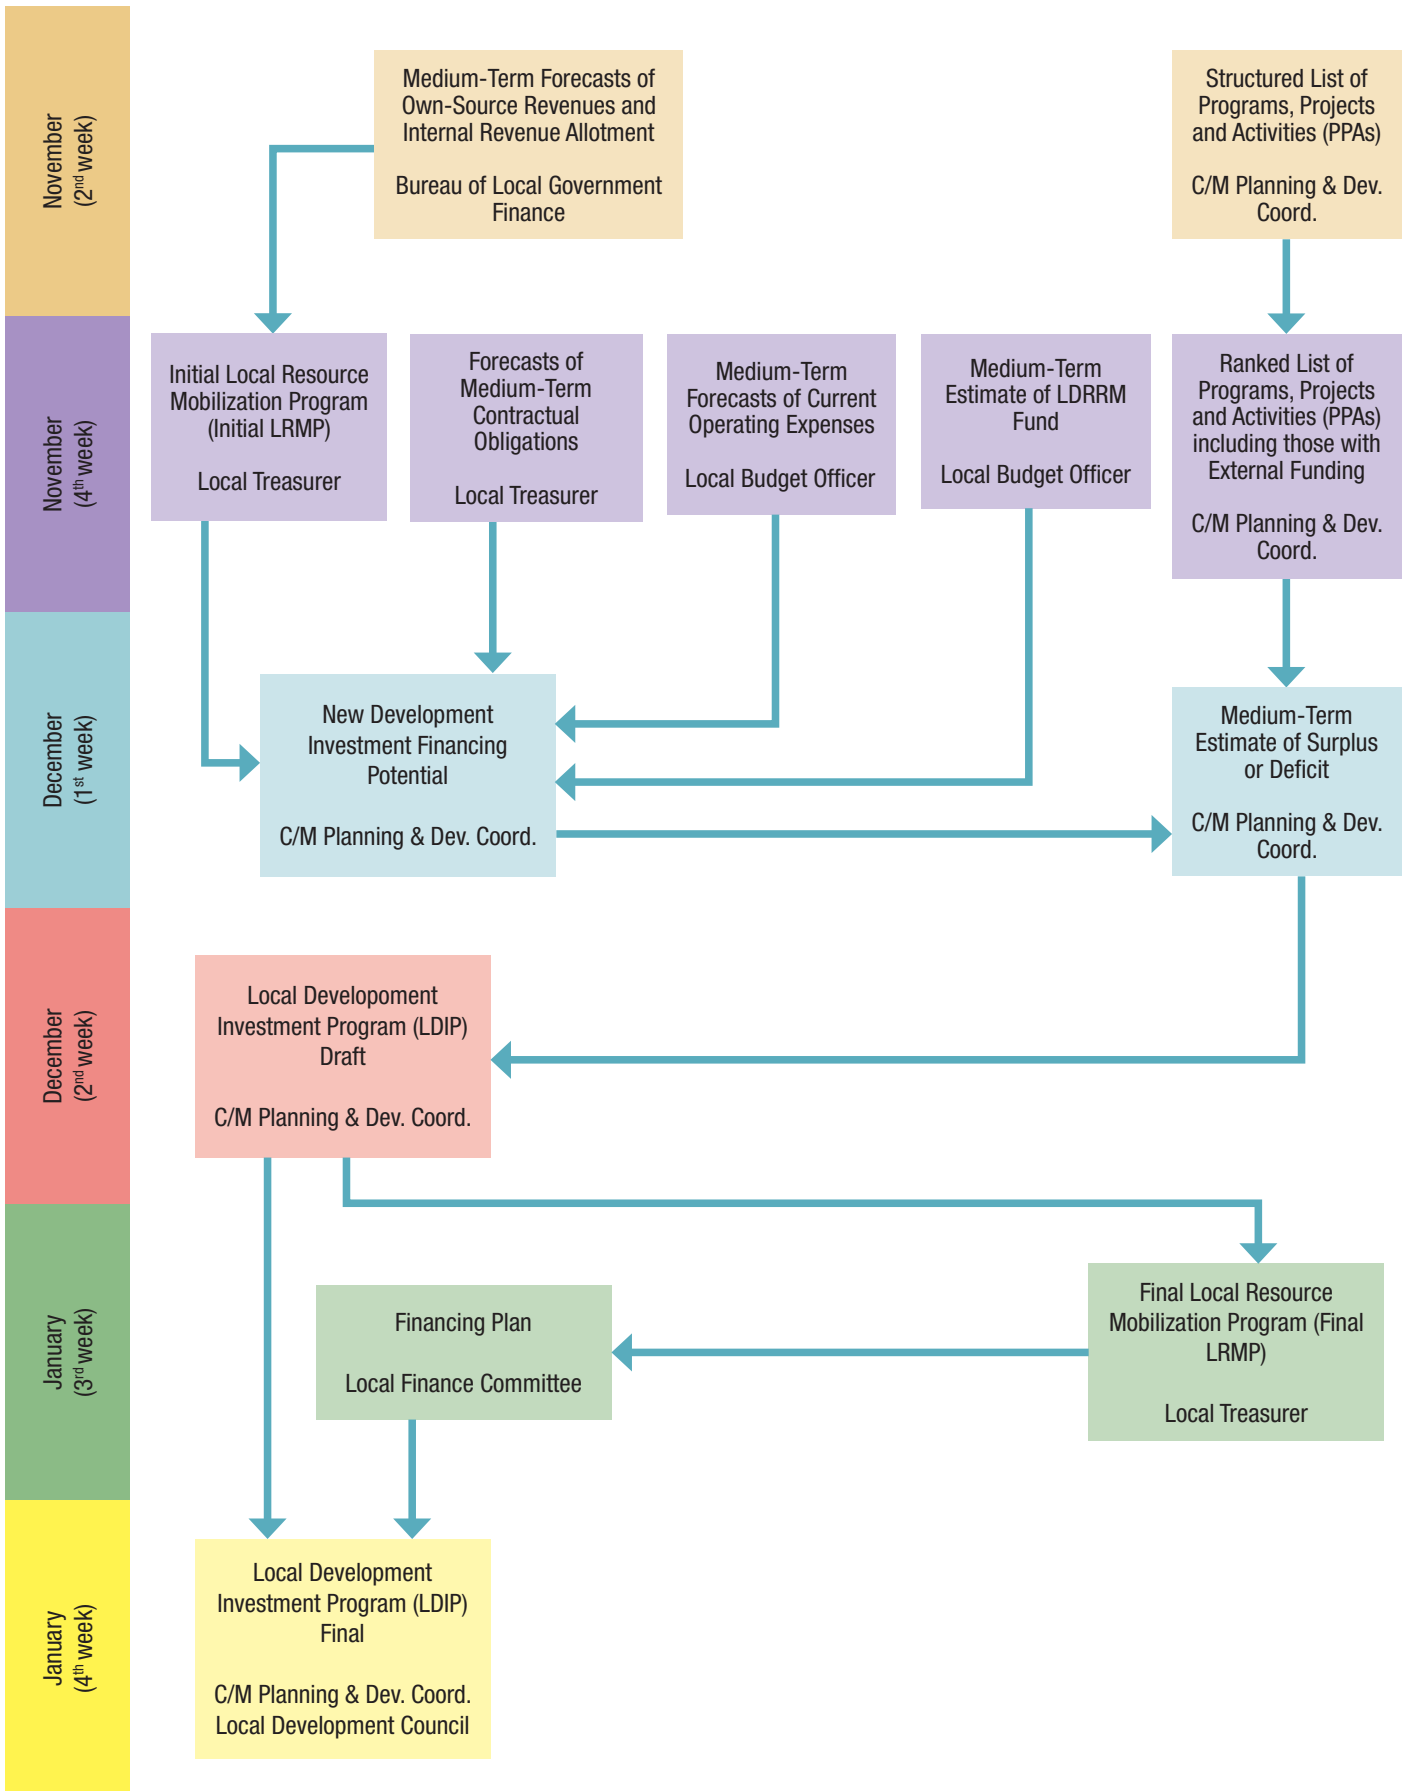 November
(2nd week)
Medium-Term Forecasts of
Own-Source Revenues and
Internal Revenue Allotment
Bureau of Local Government
Finance
Structured List of
Programs, Projects
and Activities (PPAs)
C/M Planning & Dev.
Coord.
November
(4th week)
Initial Local Resource
Mobilization Program
(Initial LRMP)
Local Treasurer
Forecasts of
Medium-Term
Contractual
Obligations
Local Treasurer
Medium-Term
Forecasts of Current
Operating Expenses
Local Budget Officer
Medium-Term
Estimate of LDRRM
Fund
Local Budget Officer
Ranked List of
Programs, Projects
and Activities (PPAs)
including those with
External Funding
C/M Planning & Dev.
Coord.
December
(1st week)
New Development
Investment Financing
Potential
C/M Planning & Dev. Coord.
Medium-Term
Estimate of Surplus
or Deficit
C/M Planning & Dev.
Coord.
December
(2nd week)
Local Developoment
Investment Program (LDIP)
Draft
C/M Planning & Dev. Coord.
January
(3rd week)
Financing Plan
Local Finance Committee
Final Local Resource
Mobilization Program (Final
LRMP)
Local Treasurer
January
(4th week)
Local Development
Investment Program (LDIP)
Final
C/M Planning & Dev. Coord.
Local Development Council